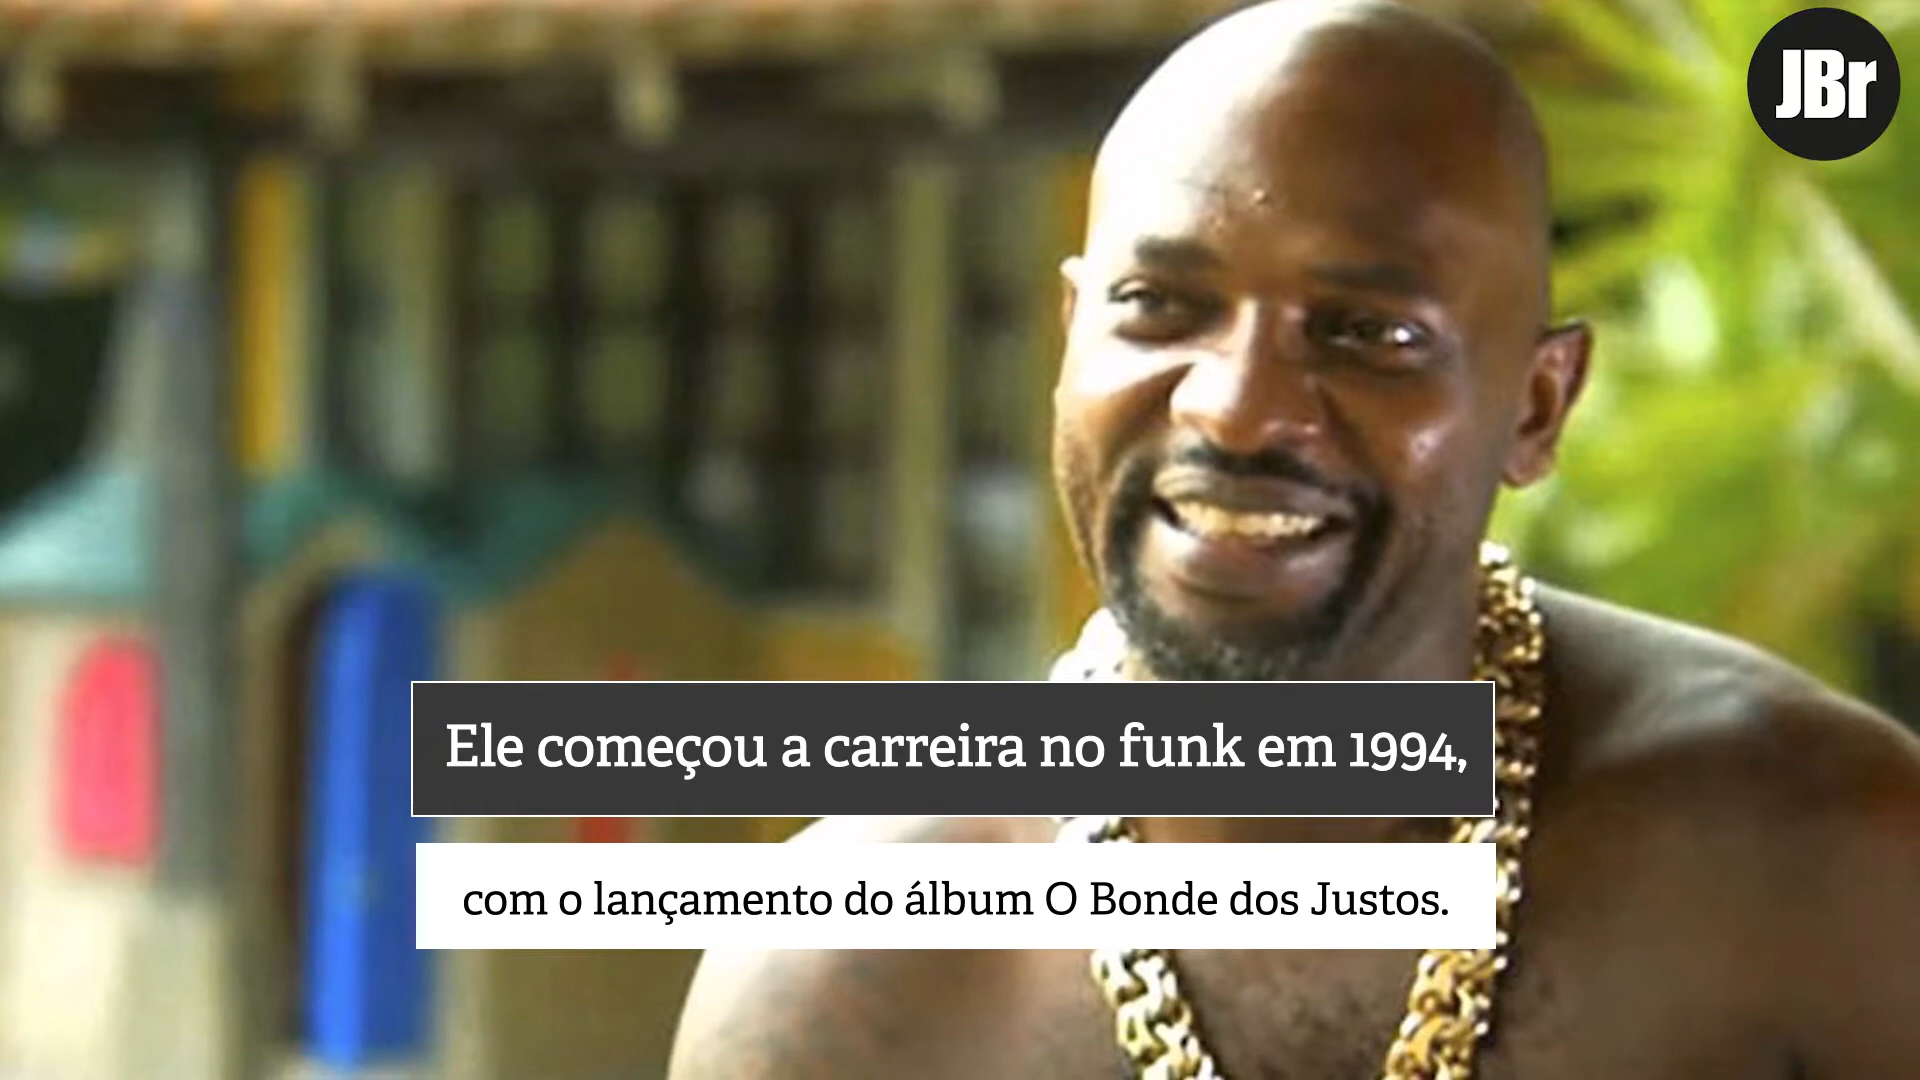 JBr
Ele começou a carreira no funk em 1994,
com o lançamento do álbum O Bonde dos Justos.